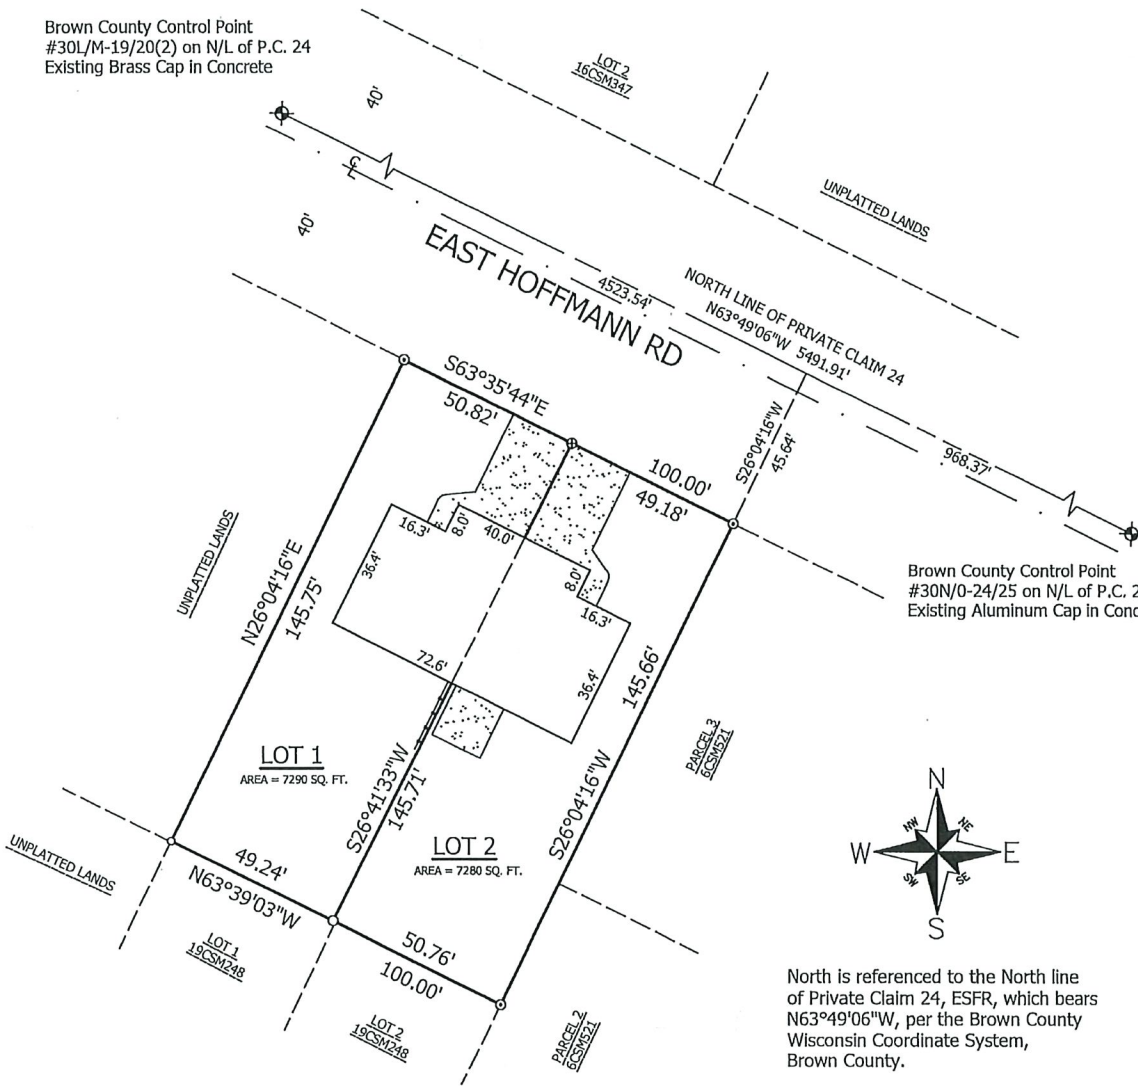 Brown County Control Point
#30L/M-19/20(2) on N/L of P.C. 24
Existing Brass Cap in Concrete
LOT 2
16CSM347
40'
CL
40'
UNPLATTED LANDS
EAST HOFFMANN RD
4523.54'
NORTH LINE OF PRIVATE CLAIM 24
N63°49'06"W 5491.91'
S63°35'44"E
50.82'
100.00'
49.18'
S26°04'16"W
45.64'
968.37'
Brown County Control Point
#30N/0-24/25 on N/L of P.C. 2
Existing Aluminum Cap in Conc
UNPLATTED LANDS
N26°04'16"E
145.75'
16.3'
8.0'
40.0'
36.4'
8.0'
16.3'
72.6'
36.4'
145.66'
S26°04'16"W
PARCEL 3
6CSM521
LOT 1
AREA = 7290 SQ. FT.
S26°41'33"W
145.71'
LOT 2
AREA = 7280 SQ. FT.
UNPLATTED LANDS
49.24'
N63°39'03"W
50.76'
100.00'
LOT 1
19CSM248
LOT 2
19CSM248
PARCEL 2
6CSM521
N
NW
NE
W
E
SW
SE
S
North is referenced to the North line
of Private Claim 24, ESFR, which bears
N63°49'06"W, per the Brown County
Wisconsin Coordinate System,
Brown County.